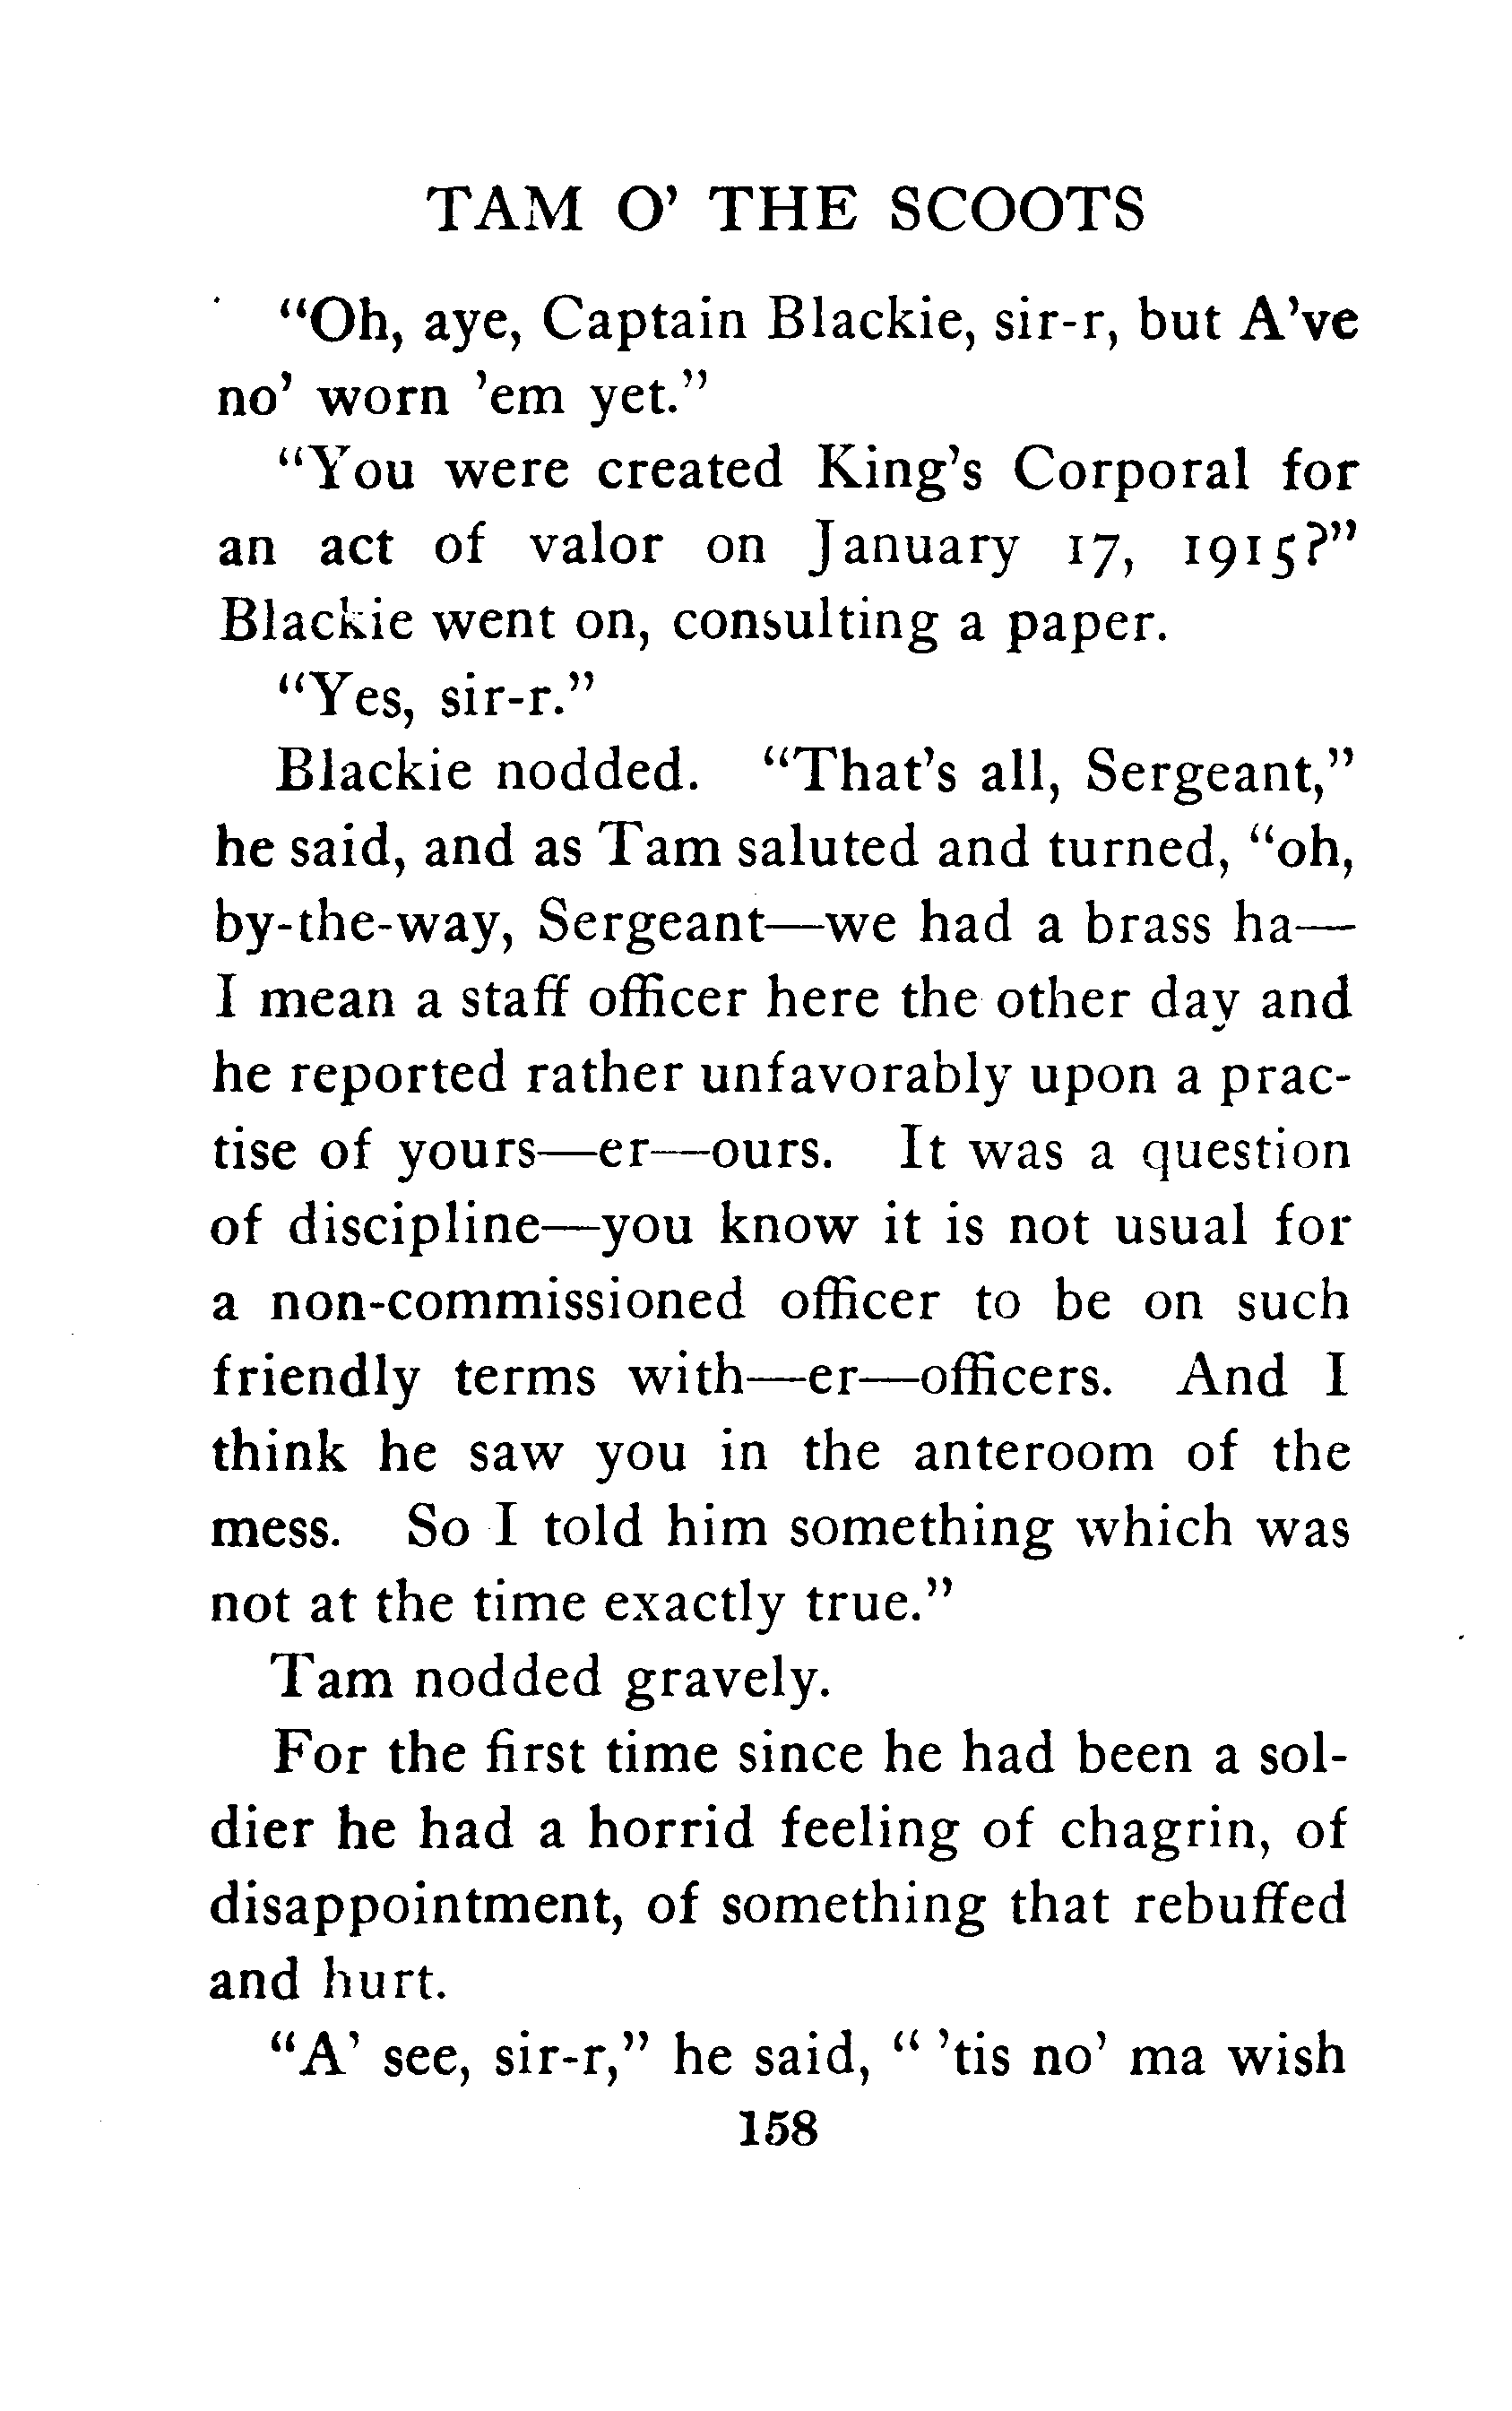 TAM O' THE SCOOTS
"Oh, aye, Captain Blackie, sir-r, but A've
no' worn 'em yet."
"You were created King's Corporal for
an act of valor on January 17, 1915?"
Blackie went on, consulting a paper.
"Yes, sir-r."
Blackie nodded. "That's all, Sergeant,"
he said, and as Tam saluted and turned, "oh,
by-the-way, Sergeant—we had a brass ha—
I mean a staff officer here the other day and
he reported rather unfavorably upon a prac-
tise of yours—er—ours. It was a question
of discipline—you know it is not usual for
a non-commissioned officer to be on such
friendly terms with—er—officers. And I
think he saw you in the anteroom of the
mess. So I told him something which was
not at the time exactly true."
Tam nodded gravely.
For the first time since he had been a sol-
dier he had a horrid feeling of chagrin, of
disappointment, of something that rebuffed
and hurt.
"A' see, sir-r," he said, " 'tis no' ma wish
158